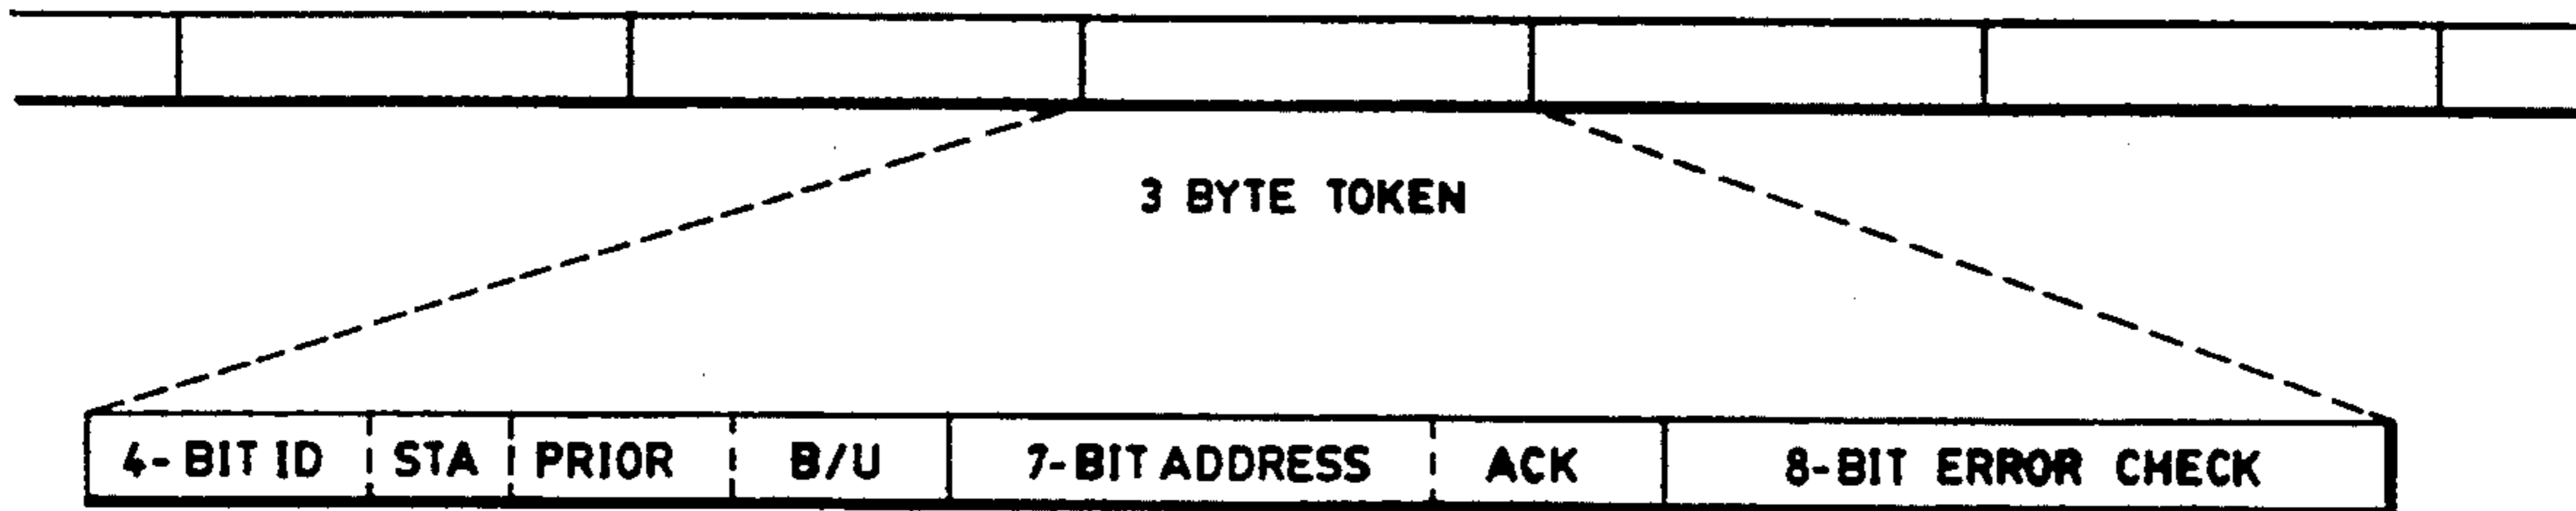 3 BYTE TOKEN
4-BIT ID STA PRIOR B/U 7-BIT ADDRESS ACK 8-BIT ERROR CHECK